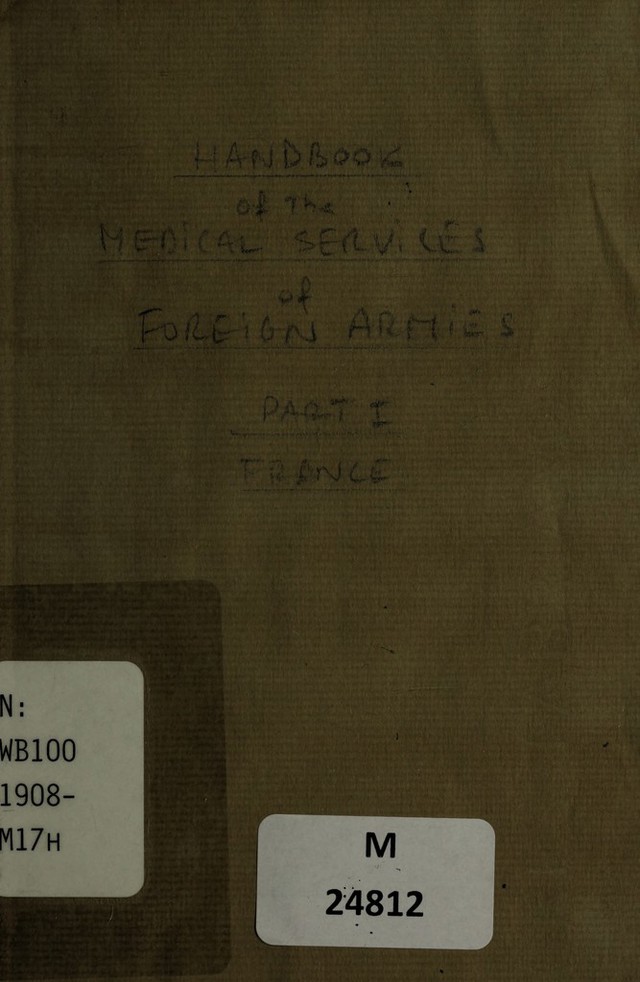 HANDBOOK
of the
MEDICAL SERVICES
of
FOREIGN ARMIES
PART I
FRANCE
N:
WB100
1908-
M17H
M
24812